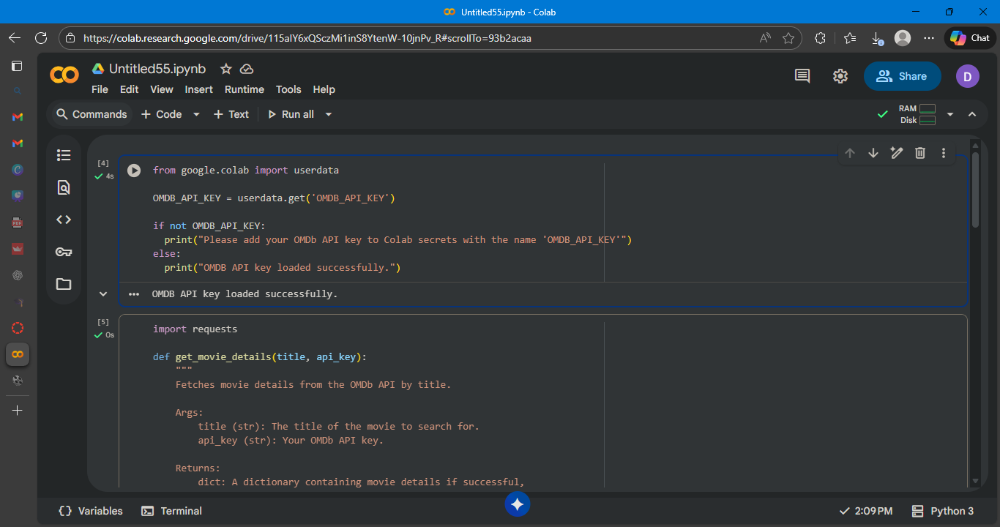 Untitled55.ipynb - Colab
https://colab.research.google.com/drive/115alY6xQSczMi1inS8YtenW-10jnPv_R#scrollTo=93b2acaa
Chat
Untitled55.ipynb
File Edit View Insert Runtime Tools Help
Share
D
Commands + Code + Text Run all
RAM
Disk
[4]
4s
from google.colab import userdata
OMDB_API_KEY = userdata.get('OMDB_API_KEY')
if not OMDB_API_KEY:
  print("Please add your OMDb API key to Colab secrets with the name 'OMDB_API_KEY'")
else:
  print("OMDB API key loaded successfully.")
OMDB API key loaded successfully.
[5]
0s
import requests
def get_movie_details(title, api_key):
    """
    Fetches movie details from the OMDb API by title.
    Args:
        title (str): The title of the movie to search for.
        api_key (str): Your OMDb API key.
    Returns:
        dict: A dictionary containing movie details if successful,
{} Variables
Terminal
2:09 PM
Python 3